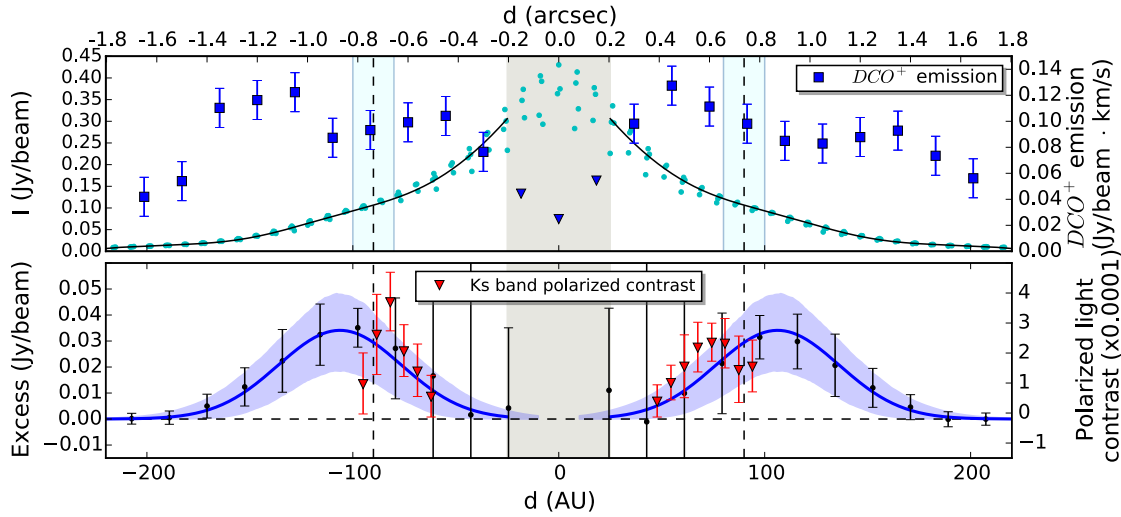 d (arcsec)
-1.8 -1.6 -1.4 -1.2 -1.0 -0.8 -0.6 -0.4 -0.2 0.0 0.2 0.4 0.6 0.8 1.0 1.2 1.4 1.6 1.8
I (Jy/beam)
0.45
0.40
0.35
0.30
0.25
0.20
0.15
0.10
0.05
0.00
DCO+ emission
0.14
0.12
0.10
0.08
0.06
0.04
0.02
0.00
DCO+ emission
(Jy/beam · km/s)
Excess (Jy/beam)
0.05
0.04
0.03
0.02
0.01
0.00
−0.01
Ks band polarized contrast
4
3
2
1
0
−1
Polarized light
contrast (x0.0001)
−200 −100 0 100 200
d (AU)